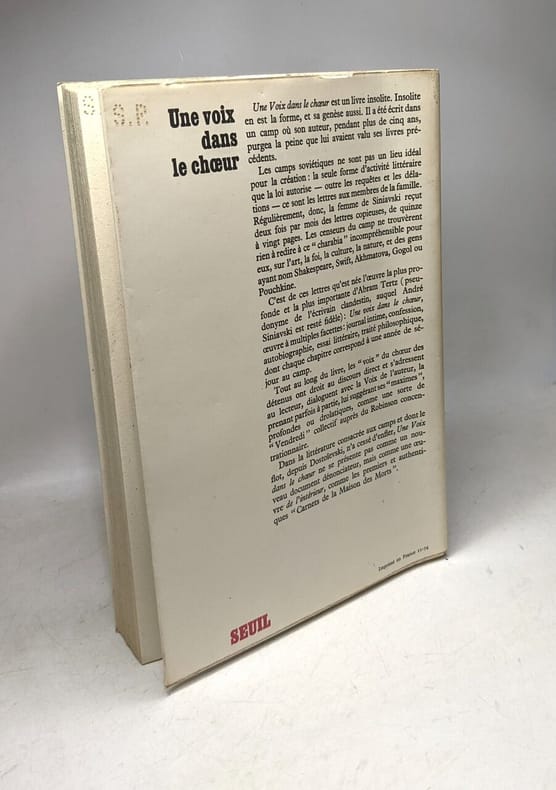 S
S.P.
Une voix
dans
le chœur
Une Voix dans le chœur est un livre insolite. Insolite
en est la forme, et sa genèse aussi. Il a été écrit dans
un camp où son auteur, pendant plus de cinq ans,
purgea la peine que lui avaient valu ses livres pré-
cédents.
Les camps soviétiques ne sont pas un lieu idéal
pour la création : la seule forme d'activité littéraire
que la loi autorise — outre les requêtes et les déla-
tions — ce sont les lettres aux membres de la famille.
Régulièrement, donc, la femme de Siniavski reçut
deux fois par mois des lettres copieuses, de quinze
à vingt pages. Les censeurs du camp ne trouvèrent
rien à redire à ce "charabia" incompréhensible pour
eux, sur l'art, la foi, la culture, la nature, et des gens
ayant nom Shakespeare, Swift, Akhmatova, Gogol ou
Pouchkine.
C'est de ces lettres qu'est née l'œuvre la plus pro-
fonde et la plus importante d'Abram Tertz (pseu-
donyme de l'écrivain clandestin, auquel André
Siniavski est resté fidèle) : Une voix dans le chœur,
œuvre à multiples facettes : journal intime, confession,
autobiographie, essai littéraire, traité philosophique,
dont chaque chapitre correspond à une année de sé-
jour au camp.
Tout au long du livre, les "voix" du chœur des
détenus ont droit au discours direct et s'adressent
au lecteur, dialoguent avec la Voix de l'auteur, la
prenant parfois à partie, lui suggérant ses "maximes",
profondes ou drolatiques, comme une sorte de
"Vendredi" collectif auprès du Robinson concen-
trationnaire.
Dans la littérature consacrée aux camps et dont le
flot, depuis Dostoïevski, n'a cessé d'enfler, Une Voix
dans le chœur ne se présente pas comme un nou-
veau document dénonciateur, mais comme une œu-
vre de l'intérieur, comme les premiers et authenti-
ques "Carnets de la Maison des Morts".
Imprimé en France 11-74
SEUIL